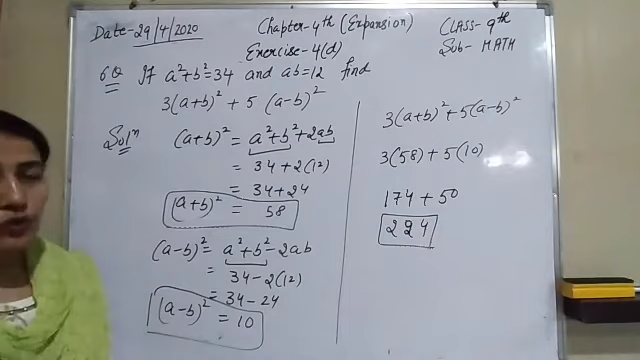 Date-29/4/2020
Chapter-4th (Expansion)
Exercise-4(d)
CLASS-9th
Sub- MATH
6Q If a²+b²=34 and ab=12 find
3(a+b)² + 5 (a-b)²
Solⁿ (a+b)² = a²+b²+2ab
= 34+2(12)
= 34+24
(a+b)² = 58
(a-b)² = a²+b²-2ab
= 34-2(12)
= 34-24
(a-b)² = 10
3(a+b)²+5(a-b)²
3(58)+5(10)
174+50
224